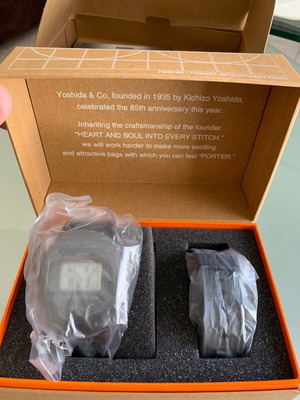 Yoshida & Co, founded in 1935 by Kichizo Yoshida,
celebrated the 85th anniversary this year.
Inheriting the craftsmanship of the founder
"HEART AND SOUL INTO EVERY STITCH,"
we will work harder to make more exciting
and attractive bags with which you can feel "PORTER."